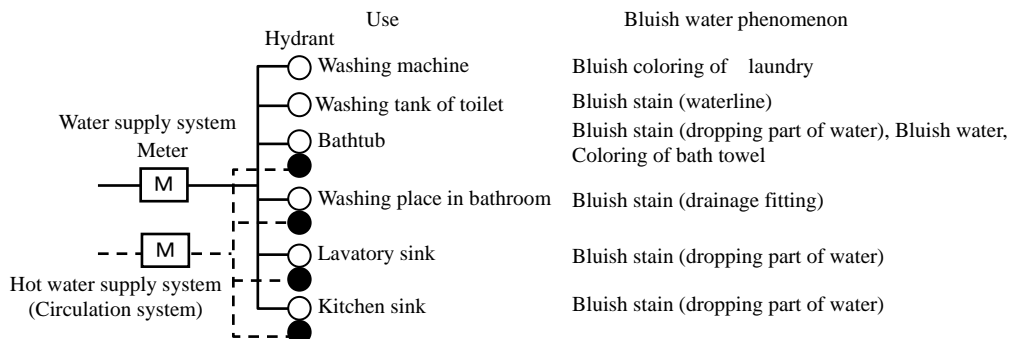 Use Bluish water phenomenon
Hydrant
Washing machine Bluish coloring of laundry
Washing tank of toilet Bluish stain (waterline)
Water supply system
Bathtub Bluish stain (dropping part of water), Bluish water,
Meter Coloring of bath towel
M
Washing place in bathroom Bluish stain (drainage fitting)
M
Lavatory sink Bluish stain (dropping part of water)
Hot water supply system
(Circulation system)
Kitchen sink Bluish stain (dropping part of water)